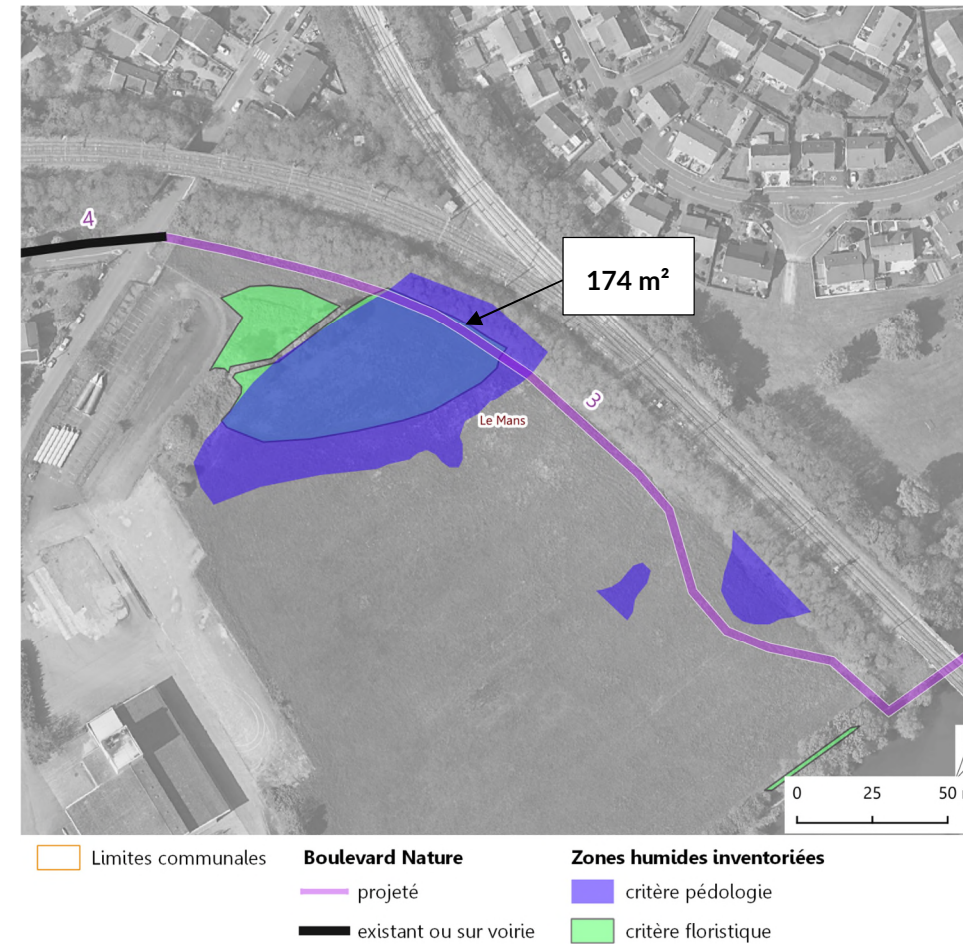 4
174 m²
3
Le Mans
0 25 50
Limites communales
Boulevard Nature
projeté
existant ou sur voirie
Zones humides inventoriées
critère pédologie
critère floristique